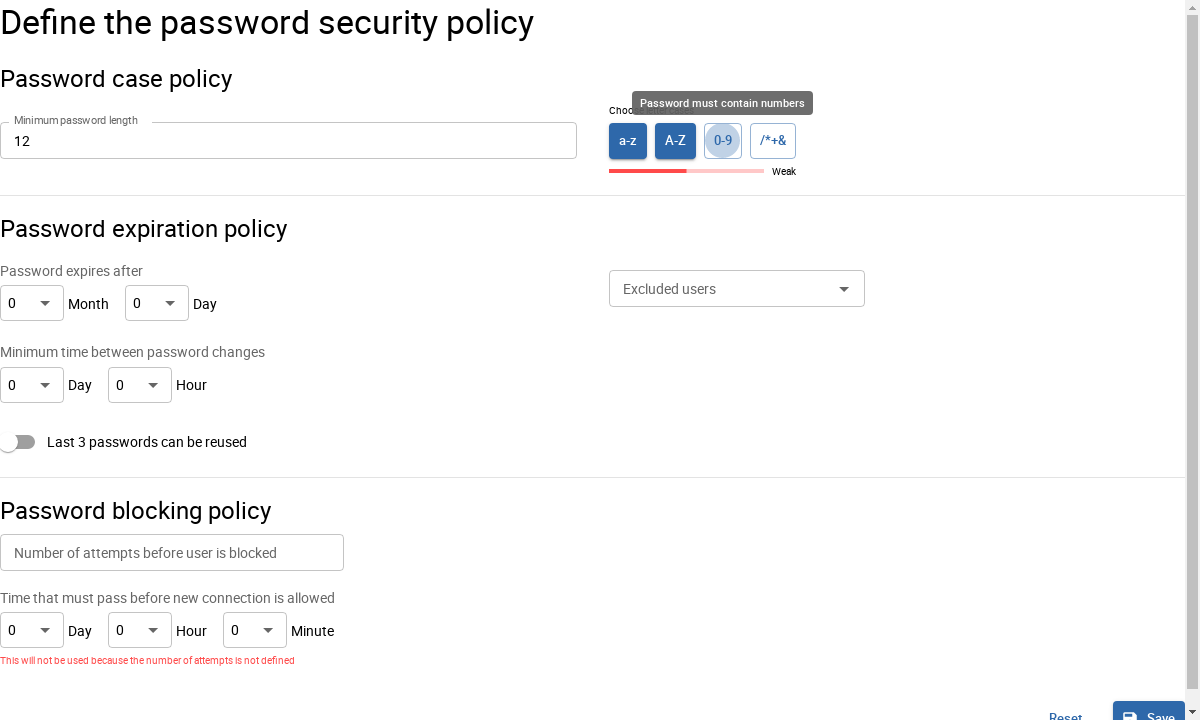 Define the password security policy
Password case policy
Password must contain numbers
Minimum password length
12
a-z
A-Z
0-9
/*+&
Weak
Password expiration policy
Password expires after
0
Month
0
Day
Excluded users
Minimum time between password changes
0
Day
0
Hour
Last 3 passwords can be reused
Password blocking policy
Number of attempts before user is blocked
Time that must pass before new connection is allowed
0
Day
0
Hour
0
Minute
This will not be used because the number of attempts is not defined
Reset
Save